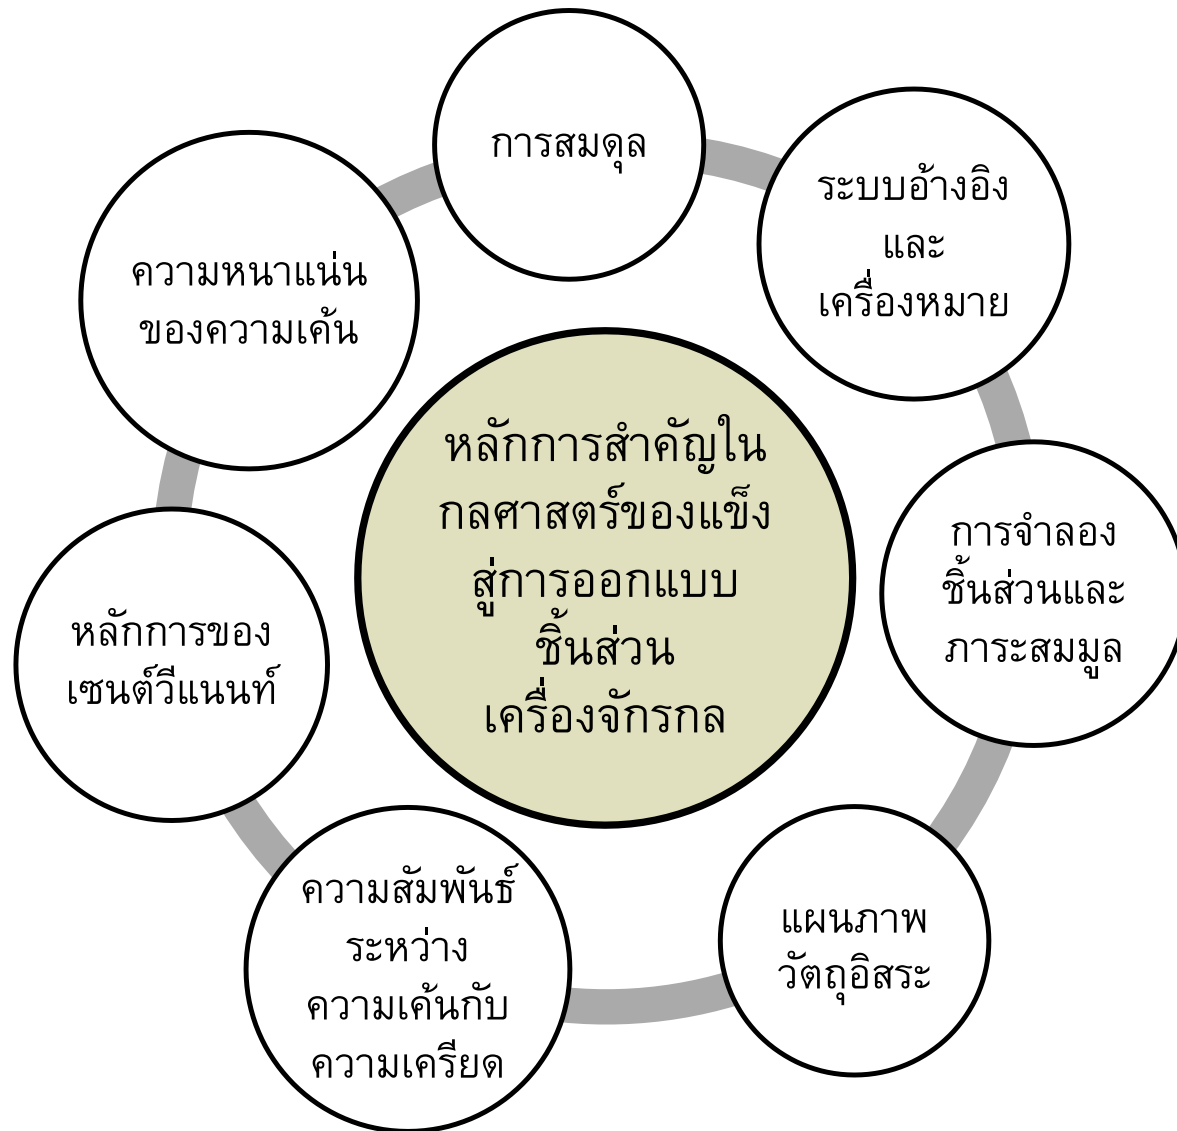 การสมดุล
ระบบอ้างอิง
และ
เครื่องหมาย
การจำลอง
ชิ้นส่วนและ
ภาระสมมูล
แผนภาพ
วัตถุอิสระ
ความสัมพันธ์
ระหว่าง
ความเค้นกับ
ความเครียด
หลักการของ
เซนต์วีแนนท์
ความหนาแน่น
ของความเค้น
หลักการสำคัญใน
กลศาสตร์ของแข็ง
สู่การออกแบบ
ชิ้นส่วน
เครื่องจักรกล